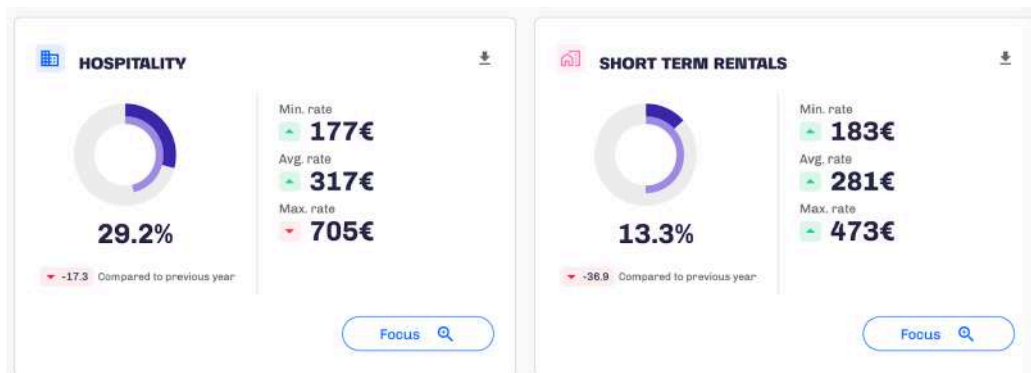 HOSPITALITY
Min. rate
177€
Avg. rate
317€
Max. rate
705€
29.2%
-17.3 Compared to previous year
Focus
SHORT TERM RENTALS
Min. rate
183€
Avg. rate
281€
Max. rate
473€
13.3%
-36.9 Compared to previous year
Focus